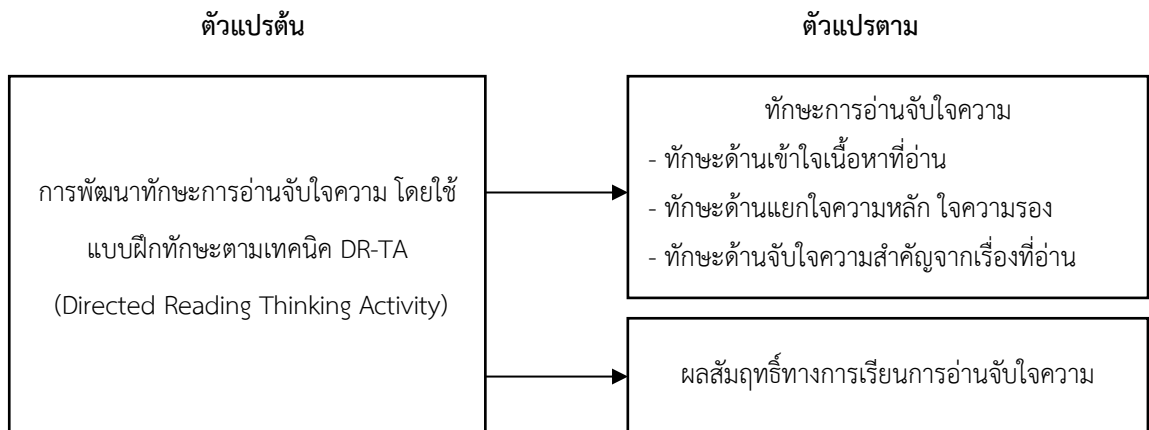 ตัวแปรต้น
ตัวแปรตาม
การพัฒนาทักษะการอ่านจับใจความ โดยใช้
แบบฝึกทักษะตามเทคนิค DR-TA
(Directed Reading Thinking Activity)
ทักษะการอ่านจับใจความ
- ทักษะด้านเข้าใจเนื้อหาที่อ่าน
- ทักษะด้านแยกใจความหลัก ใจความรอง
- ทักษะด้านจับใจความสำคัญจากเรื่องที่อ่าน
ผลสัมฤทธิ์ทางการเรียนการอ่านจับใจความ